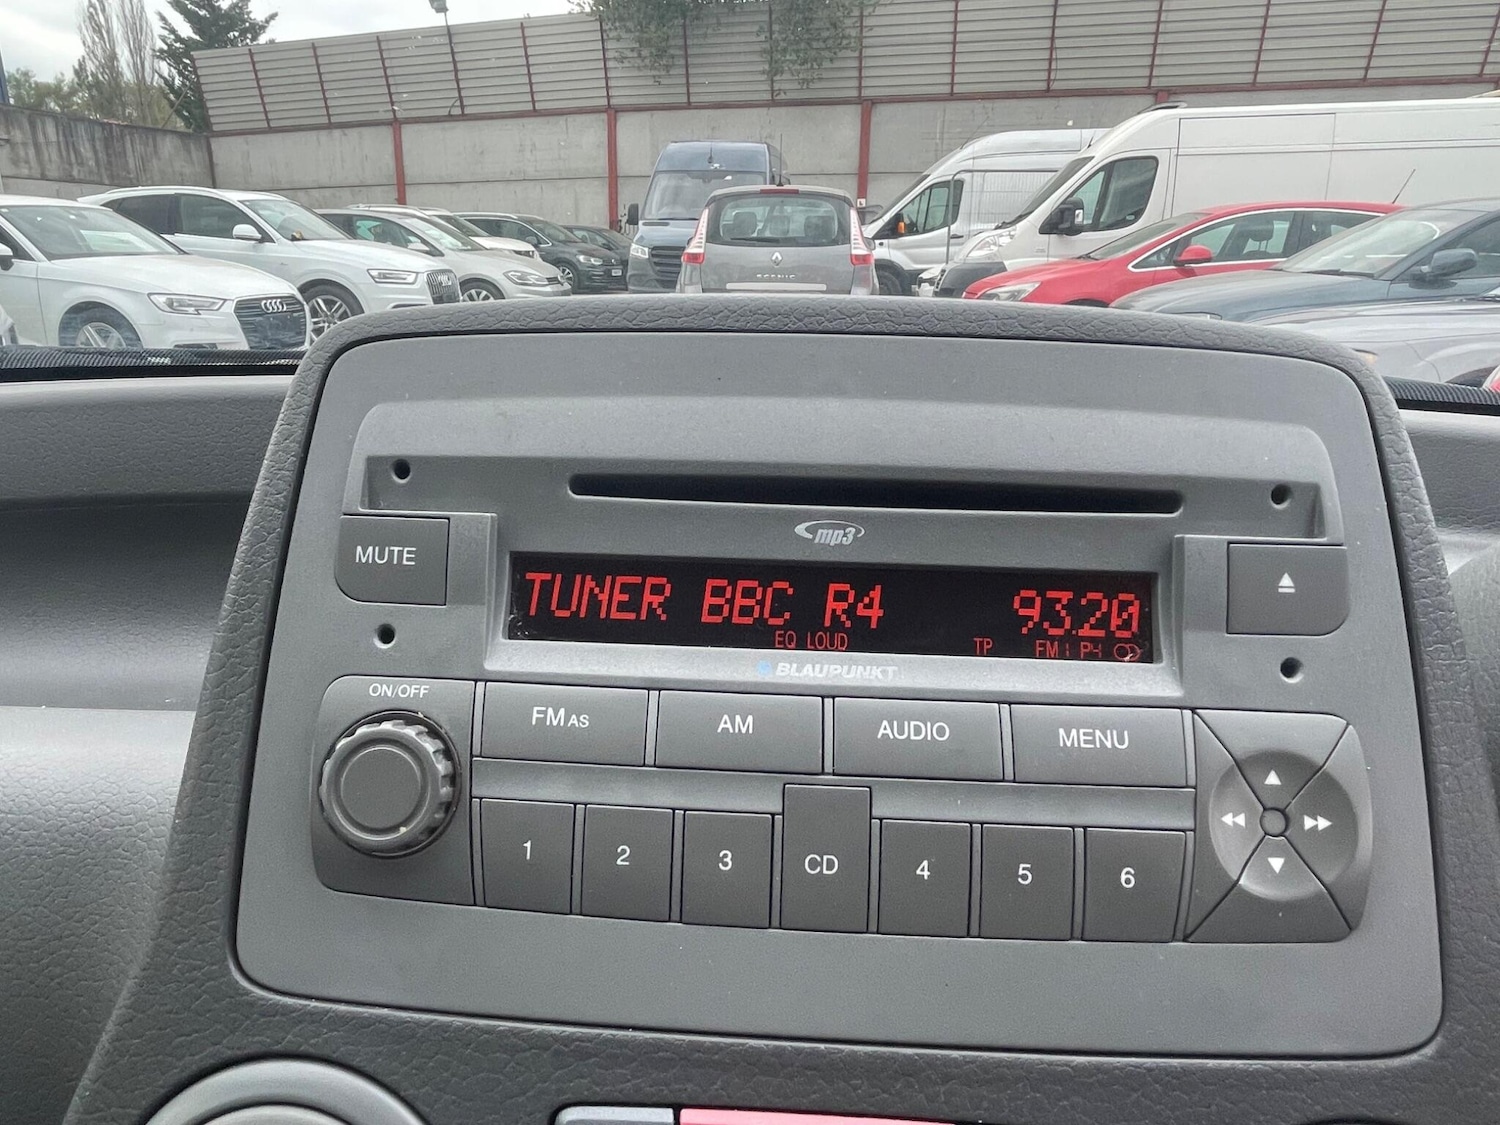 SCENIC
mp3
MUTE
TUNER BBC R4 93.20
EQ LOUD TP FM1 P4
BLAUPUNKT
ON/OFF
FM AS AM AUDIO MENU
1 2 3 CD 4 5 6